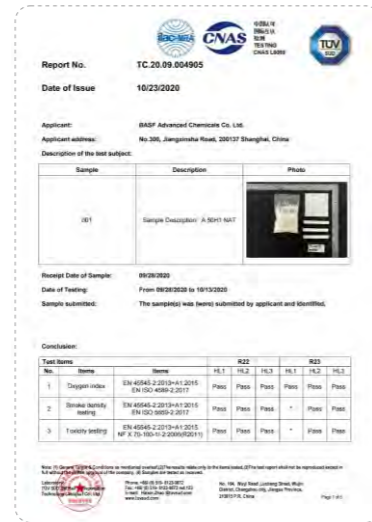 ilac-MRA
CNAS
TESTING
TÜV
SÜD
Report No. TC.20.09.004905
Date of Issue 10/23/2020
Applicant: BASF Advanced Chemicals Co. Ltd.
Applicant address: No.300, Jiangxinsha Road, 200137 Shanghai, China
Description of the test subject:
Sample Description Photo
001 Sample Description: A 50H1 NAT
Receipt Date of Sample: 09/28/2020
Date of Testing: From 09/28/2020 to 10/13/2020
Sample submitted: The sample(s) was (were) submitted by applicant and identified.
Conclusion:
Test Items R22 R23
No. Items Items HL1 HL2 HL3 HL1 HL2 HL3
1 Oxygen index EN 45545-2:2013+A1:2015
EN ISO 4589-2:2017 Pass Pass Pass Pass Pass Pass
2 Smoke density
testing EN 45545-2:2013+A1:2015
EN ISO 5659-2:2017 Pass Pass Pass * Pass Pass
3 Toxicity testing EN 45545-2:2013+A1:2015
NF X 70-100-1/-2:2006(R2011) Pass Pass Pass * Pass Pass